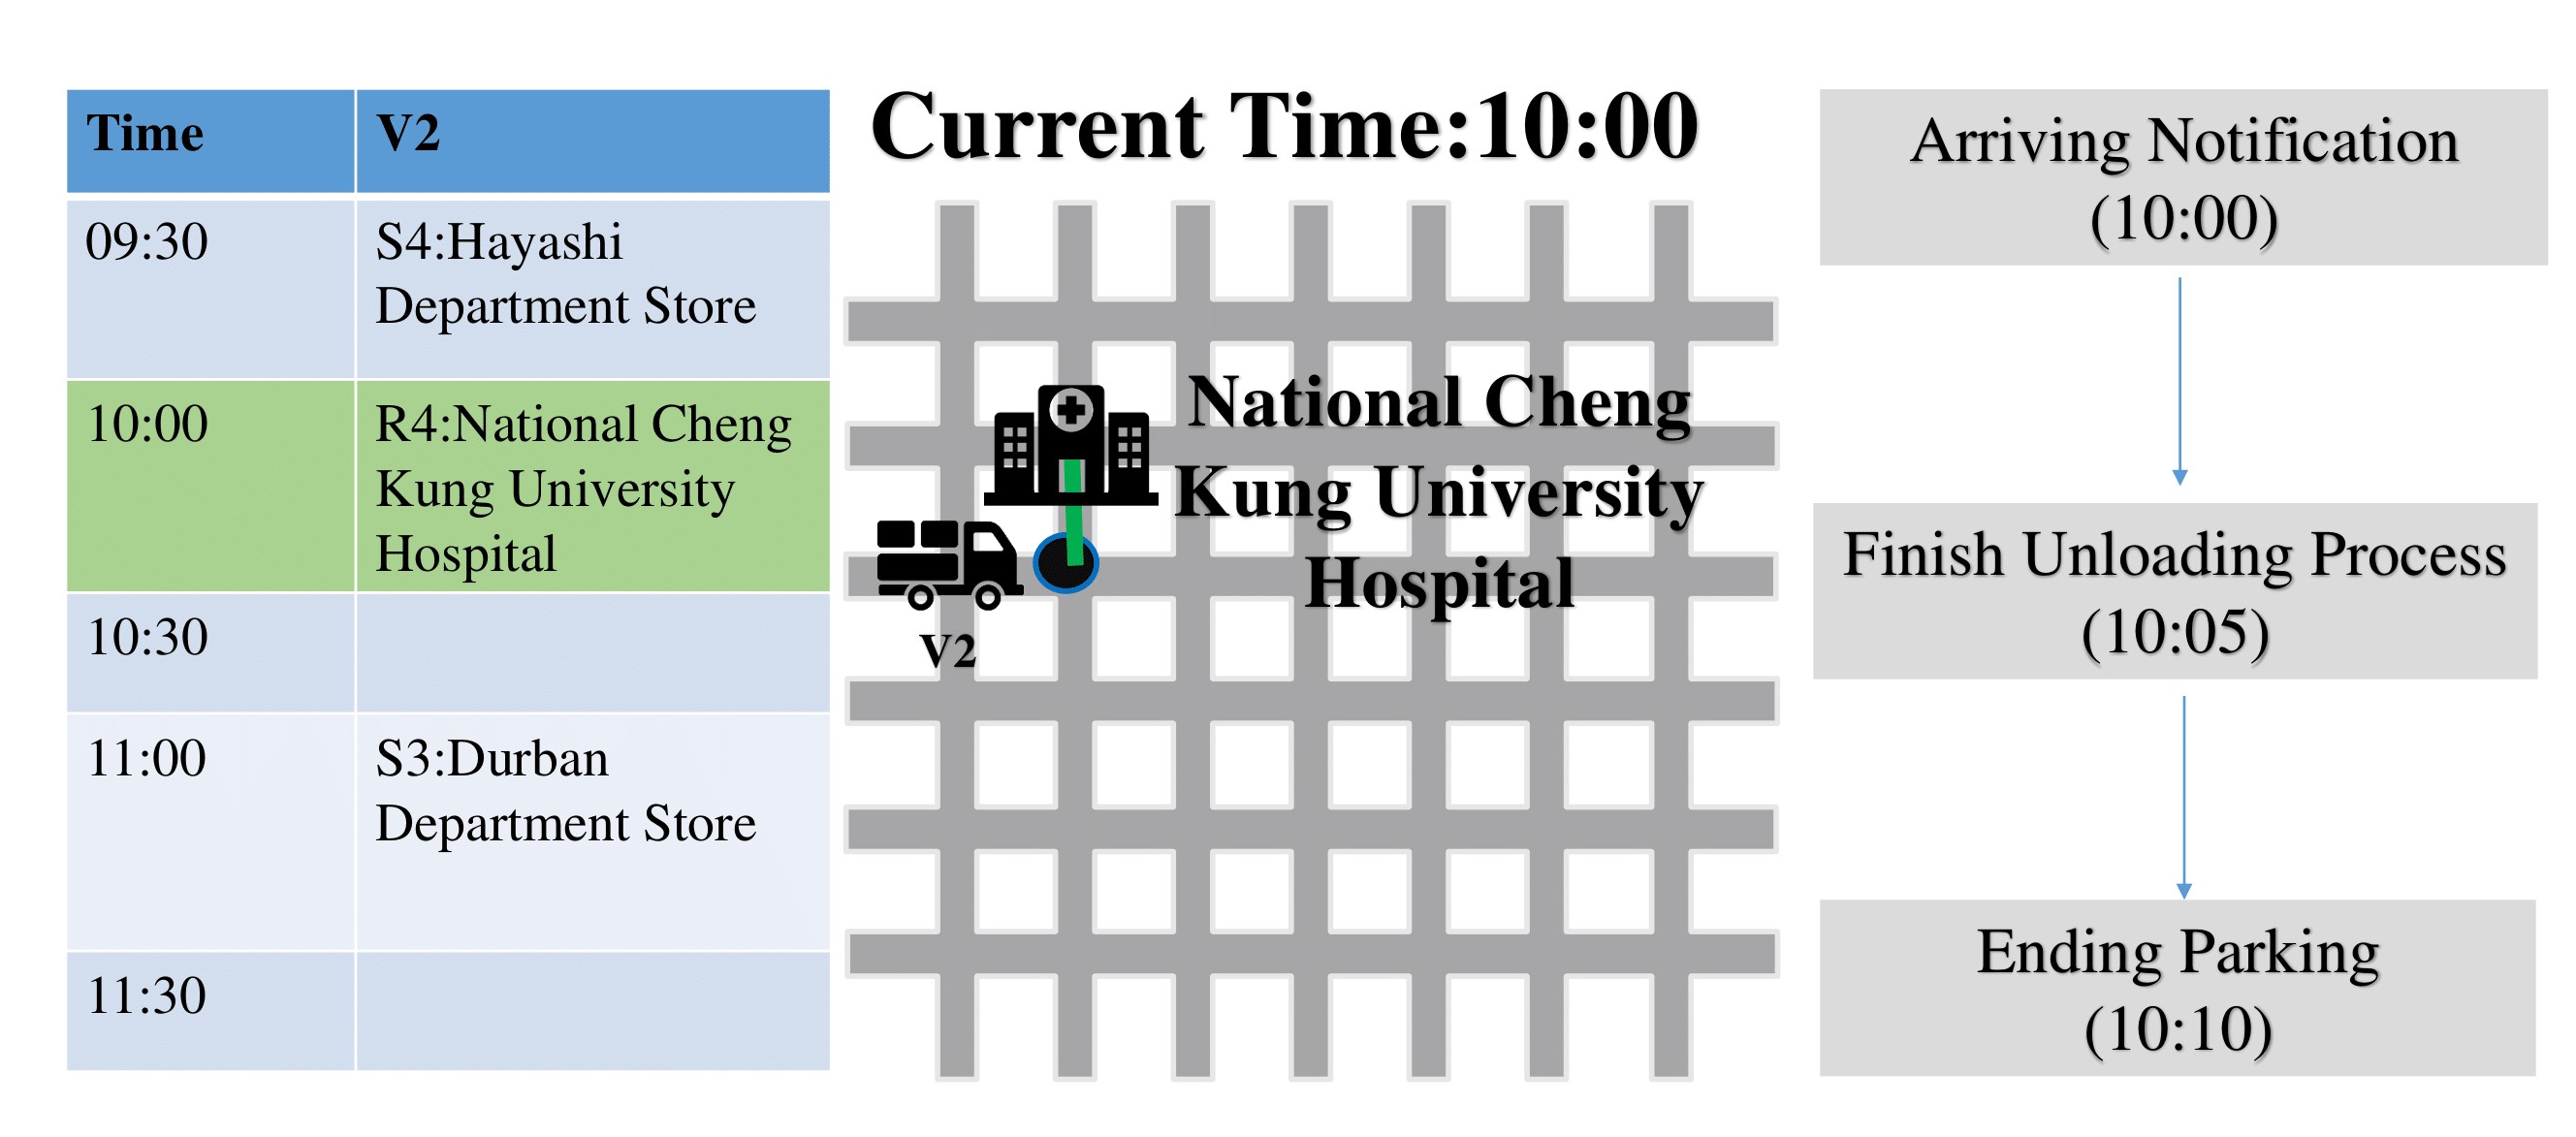 Time
V2
09:30
S4:Hayashi
Department Store
10:00
R4:National Cheng
Kung University
Hospital
10:30
11:00
S3:Durban
Department Store
11:30
Current Time:10:00
National Cheng
Kung University
Hospital
V2
Arriving Notification
(10:00)
Finish Unloading Process
(10:05)
Ending Parking
(10:10)